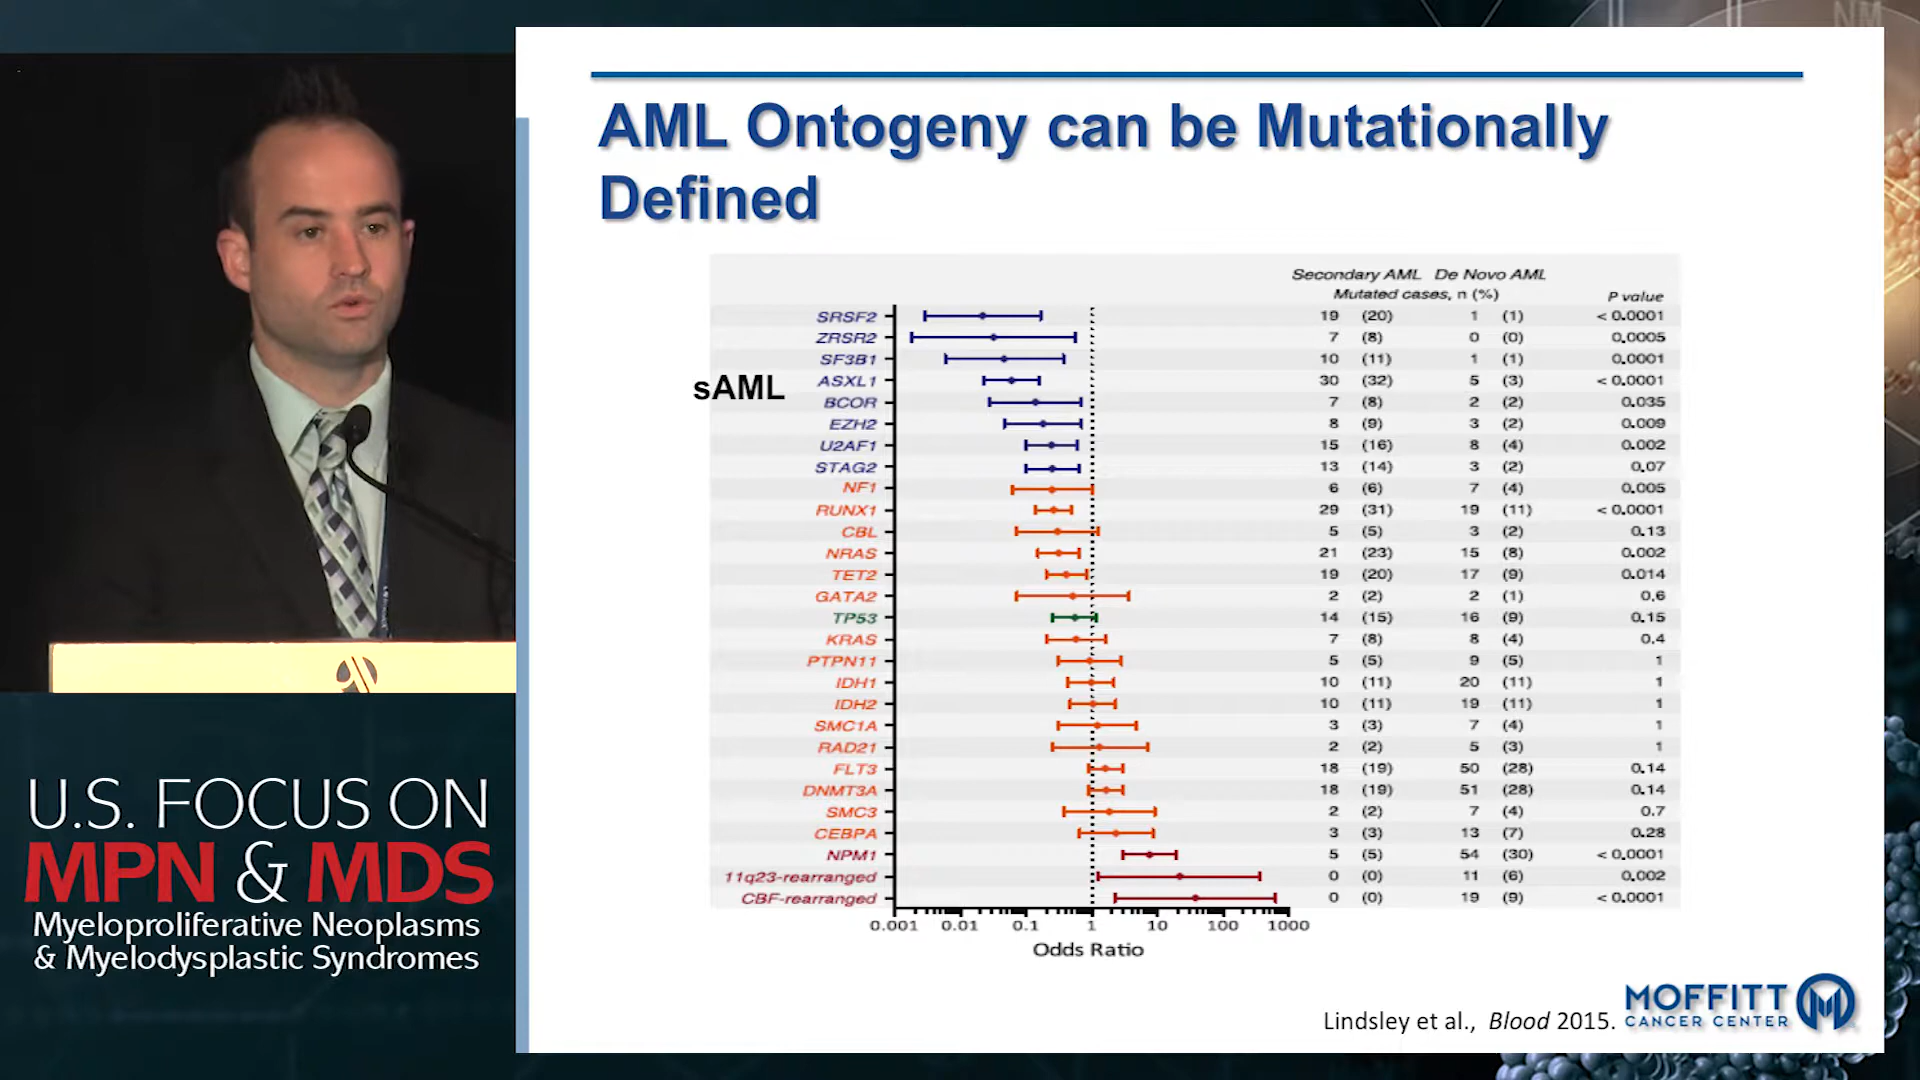 NM
AML Ontogeny can be Mutationally
Defined
Secondary AML De Novo AML
Mutated cases, n (%) P value
SRSF2 19 (20) 1 (1) < 0.0001
ZRSR2 7 (8) 0 (0) 0.0005
SF3B1 10 (11) 1 (1) 0.0001
sAML
ASXL1 30 (32) 5 (3) < 0.0001
BCOR 7 (8) 2 (2) 0.035
EZH2 8 (9) 3 (2) 0.009
U2AF1 15 (16) 8 (4) 0.002
STAG2 13 (14) 3 (2) 0.07
NF1 6 (6) 7 (4) 0.005
RUNX1 29 (31) 19 (11) < 0.0001
CBL 5 (5) 3 (2) 0.13
NRAS 21 (23) 15 (8) 0.002
TET2 19 (20) 17 (9) 0.014
GATA2 2 (2) 2 (1) 0.6
TP53 14 (15) 16 (9) 0.15
KRAS 7 (8) 8 (4) 0.4
PTPN11 5 (5) 9 (5) 1
IDH1 10 (11) 20 (11) 1
IDH2 10 (11) 19 (11) 1
SMC1A 3 (3) 7 (4) 1
RAD21 2 (2) 5 (3) 1
FLT3 18 (19) 50 (28) 0.14
DNMT3A 18 (19) 51 (28) 0.14
SMC3 2 (2) 7 (4) 0.7
CEBPA 3 (3) 13 (7) 0.28
NPM1 5 (5) 54 (30) < 0.0001
11q23-rearranged 0 (0) 11 (6) 0.002
CBF-rearranged 0 (0) 19 (9) < 0.0001
0.001 0.01 0.1 1 10 100 1000
Odds Ratio
Lindsley et al., Blood 2015.
MOFFITT
CANCER CENTER
U.S. FOCUS ON
MPN & MDS
Myeloproliferative Neoplasms
& Myelodysplastic Syndromes